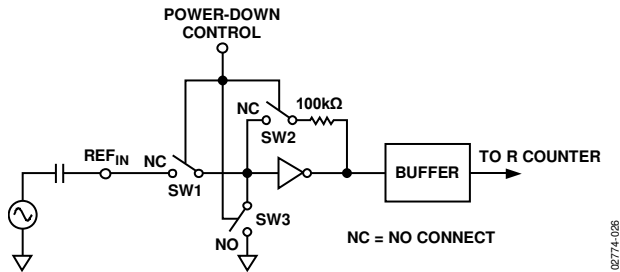 POWER-DOWN
CONTROL
NC
100kΩ
SW2
REFIN
NC
SW1
BUFFER
TO R COUNTER
SW3
NO
NC = NO CONNECT
02774-026